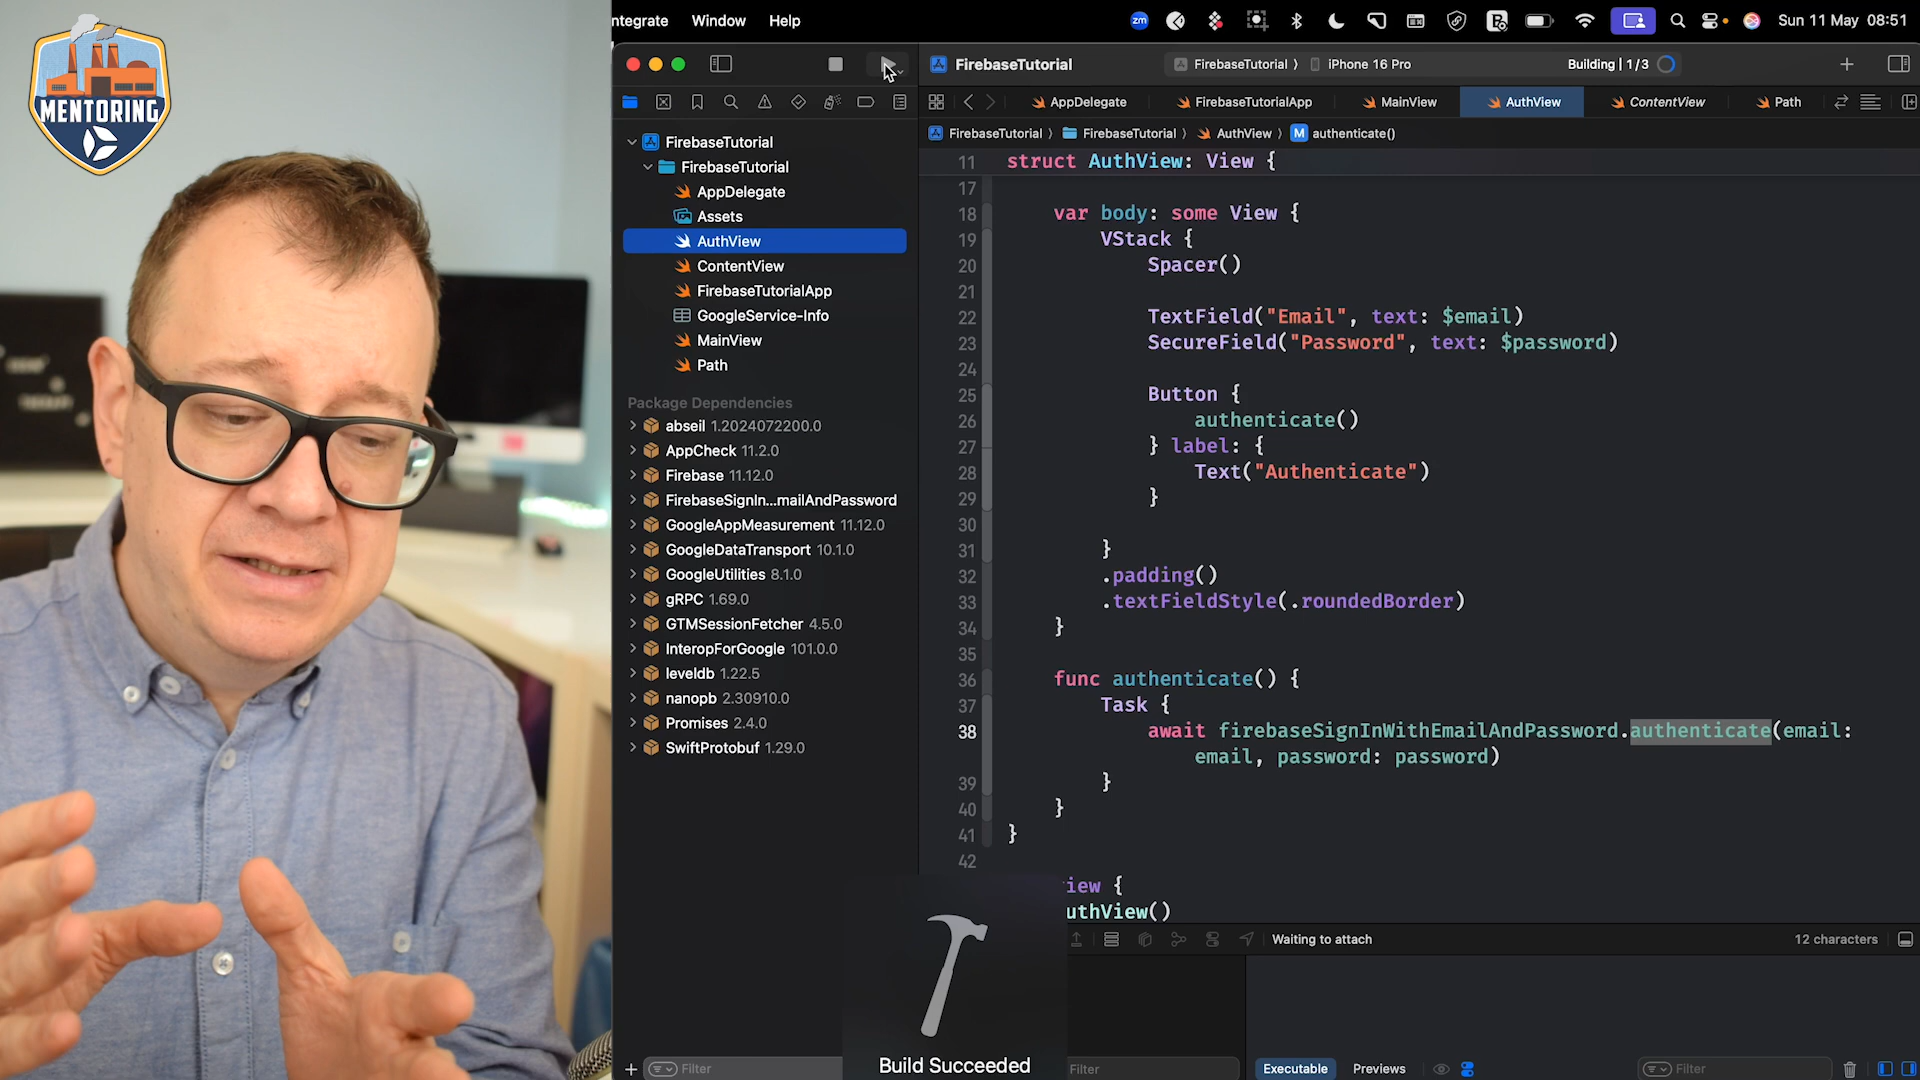 MENTORING
ntegrate Window Help
zm
Sun 11 May 08:51
FirebaseTutorial
FirebaseTutorial ⟩ iPhone 16 Pro
Building | 1/3
AppDelegate FirebaseTutorialApp MainView AuthView ContentView Path
FirebaseTutorial ⟩ FirebaseTutorial ⟩ AuthView ⟩ M authenticate()
FirebaseTutorial
FirebaseTutorial
AppDelegate
Assets
AuthView
ContentView
FirebaseTutorialApp
GoogleService-Info
MainView
Path
Package Dependencies
abseil 1.2024072200.0
AppCheck 11.2.0
Firebase 11.12.0
FirebaseSignIn...mailAndPassword
GoogleAppMeasurement 11.12.0
GoogleDataTransport 10.1.0
GoogleUtilities 8.1.0
gRPC 1.69.0
GTMSessionFetcher 4.5.0
InteropForGoogle 101.0.0
leveldb 1.22.5
nanopb 2.30910.0
Promises 2.4.0
SwiftProtobuf 1.29.0
Filter
11 struct AuthView: View {
17
18 var body: some View {
19 VStack {
20 Spacer()
21
22 TextField("Email", text: $email)
23 SecureField("Password", text: $password)
24
25 Button {
26 authenticate()
27 } label: {
28 Text("Authenticate")
29 }
30
31 }
32 .padding()
33 .textFieldStyle(.roundedBorder)
34 }
35
36 func authenticate() {
37 Task {
38 await firebaseSignInWithEmailAndPassword.authenticate(email:
email, password: password)
39 }
40 }
41 }
42
iew {
uthView()
Waiting to attach
12 characters
Build Succeeded
Filter
Executable Previews
Filter